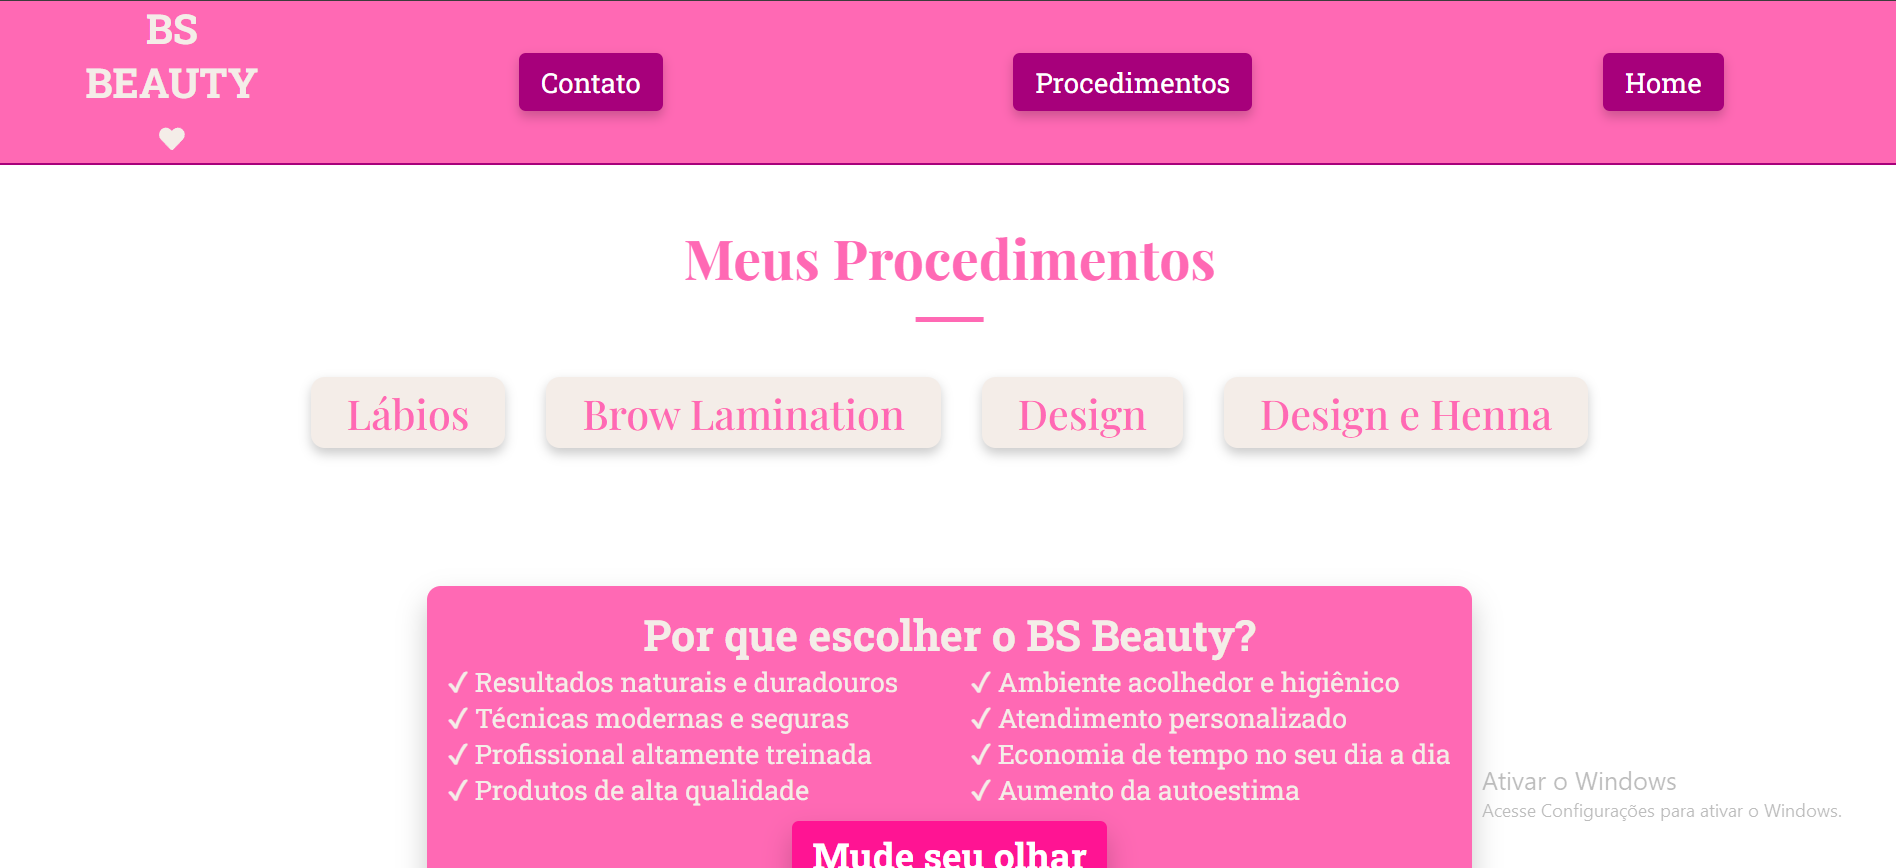 BS
BEAUTY
Contato
Procedimentos
Home
Meus Procedimentos
Lábios
Brow Lamination
Design
Design e Henna
Por que escolher o BS Beauty?
✓ Resultados naturais e duradouros
✓ Técnicas modernas e seguras
✓ Profissional altamente treinada
✓ Produtos de alta qualidade
✓ Ambiente acolhedor e higiênico
✓ Atendimento personalizado
✓ Economia de tempo no seu dia a dia
✓ Aumento da autoestima
Mude seu olhar
Ativar o Windows
Acesse Configurações para ativar o Windows.